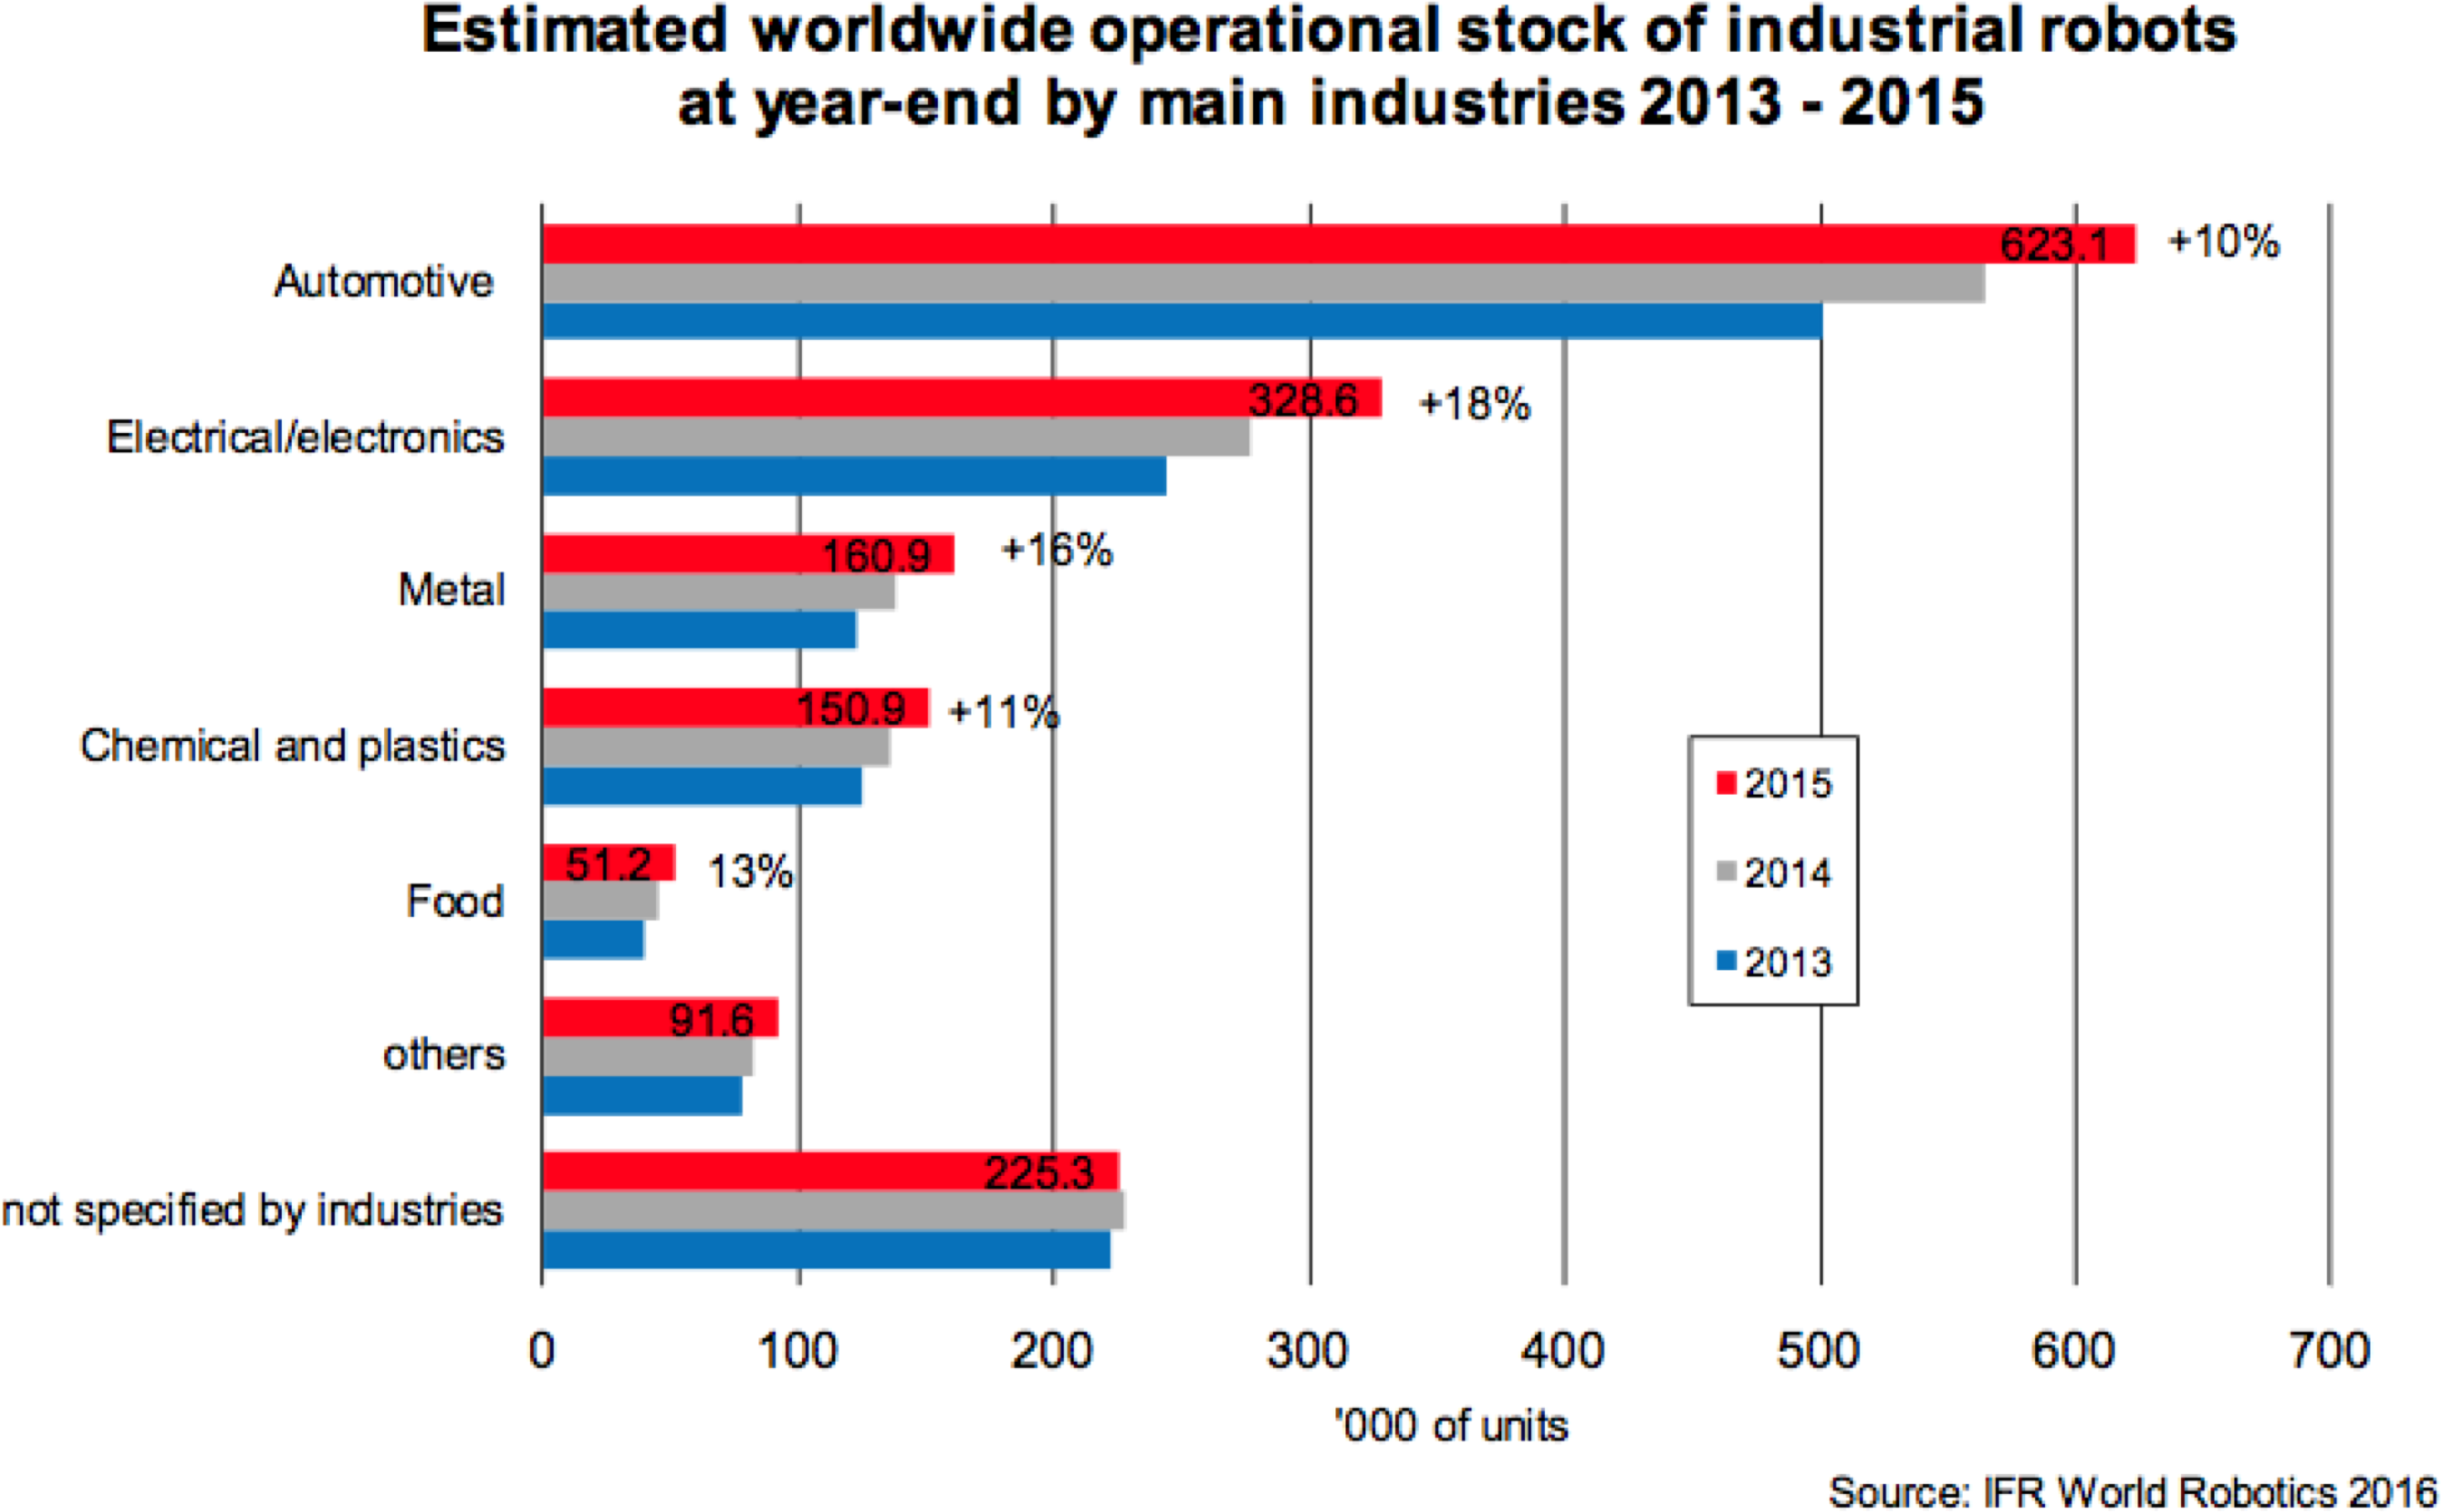 Estimated worldwide operational stock of industrial robots
at year-end by main industries 2013 - 2015
Automotive
623.1
+10%
Electrical/electronics
328.6
+18%
Metal
160.9
+16%
Chemical and plastics
150.9
+11%
Food
51.2
13%
others
91.6
not specified by industries
225.3
2015
2014
2013
0 100 200 300 400 500 600 700
'000 of units
Source: IFR World Robotics 2016